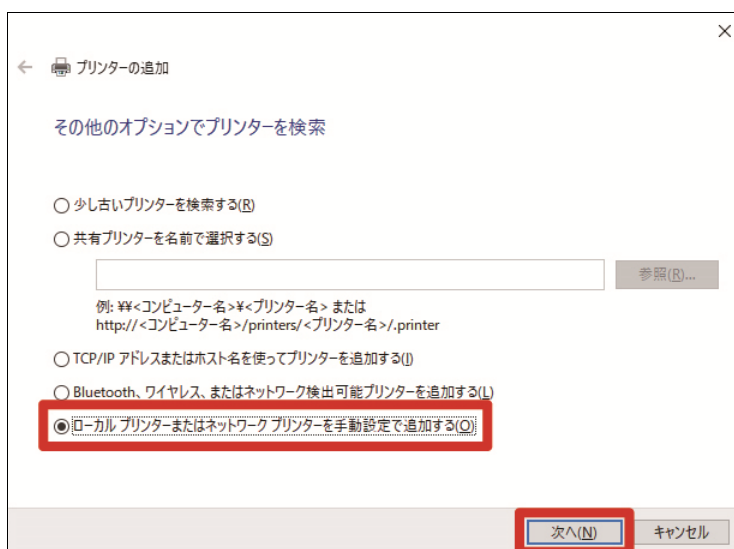 プリンターの追加
その他のオプションでプリンターを検索
少し古いプリンターを検索する(R)
共有プリンターを名前で選択する(S)
参照(R)...
例: ¥¥<コンピューター名>¥<プリンター名> または
http://<コンピューター名>/printers/<プリンター名>/.printer
TCP/IP アドレスまたはホスト名を使ってプリンターを追加する(I)
Bluetooth、ワイヤレス、またはネットワーク検出可能プリンターを追加する(L)
ローカル プリンターまたはネットワーク プリンターを手動設定で追加する(O)
次へ(N) キャンセル